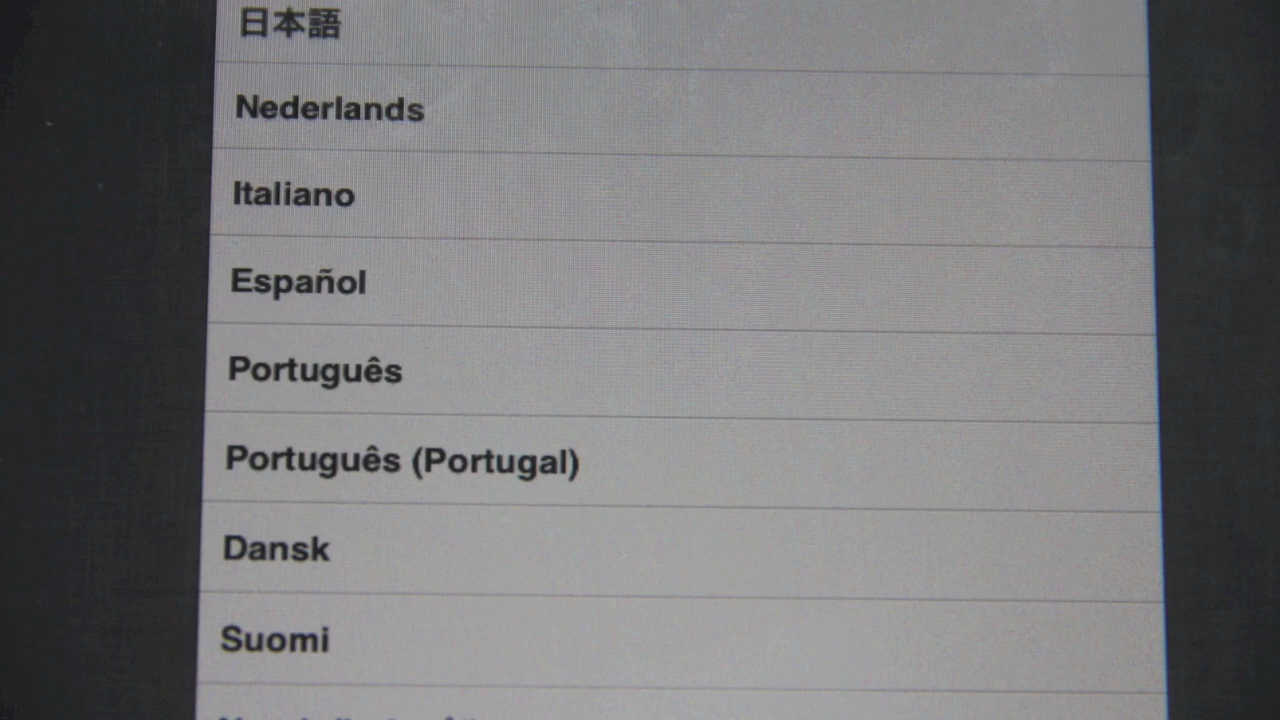 日本語
Nederlands
Italiano
Español
Português
Português (Portugal)
Dansk
Suomi